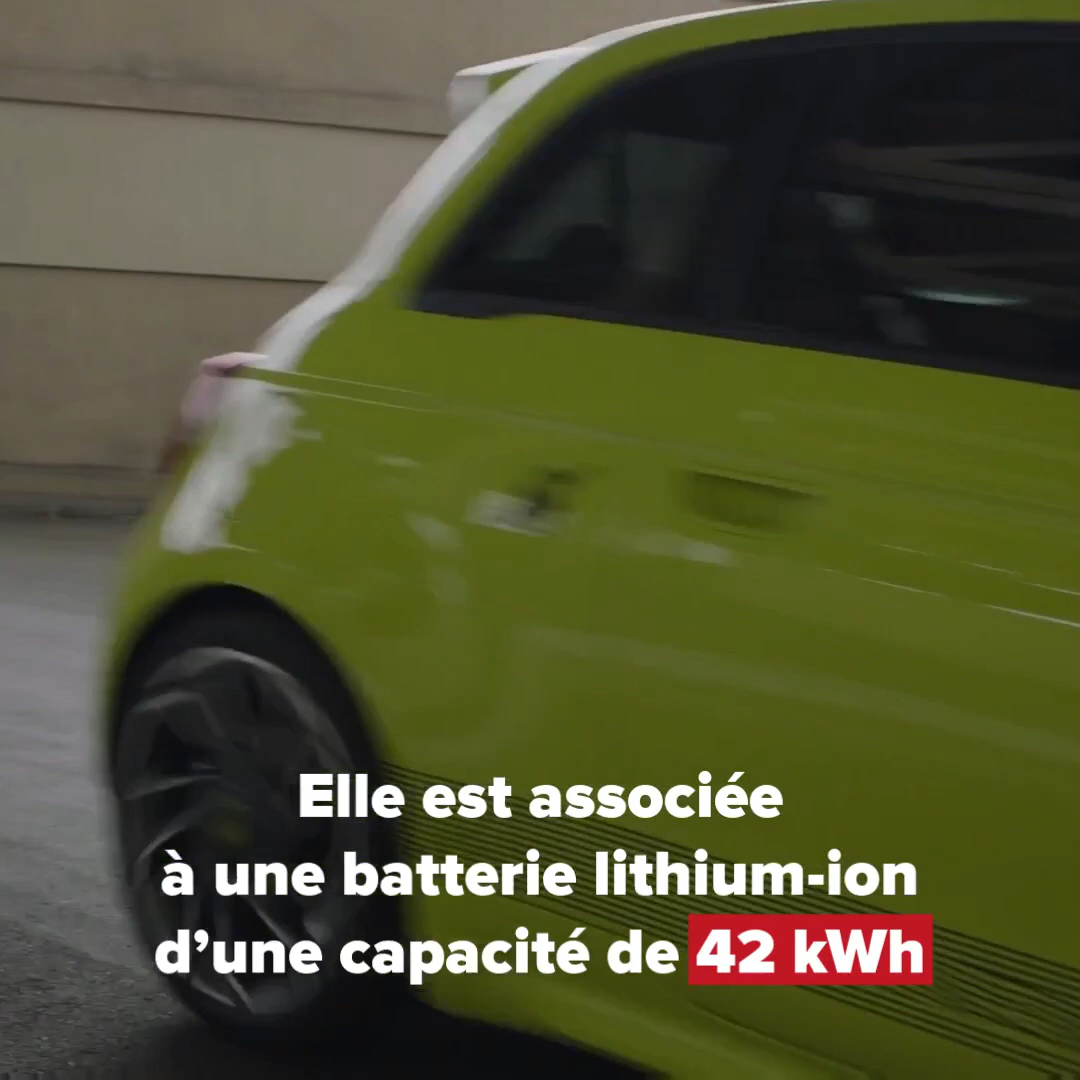 Elle est associée
à une batterie lithium-ion
d’une capacité de 42 kWh